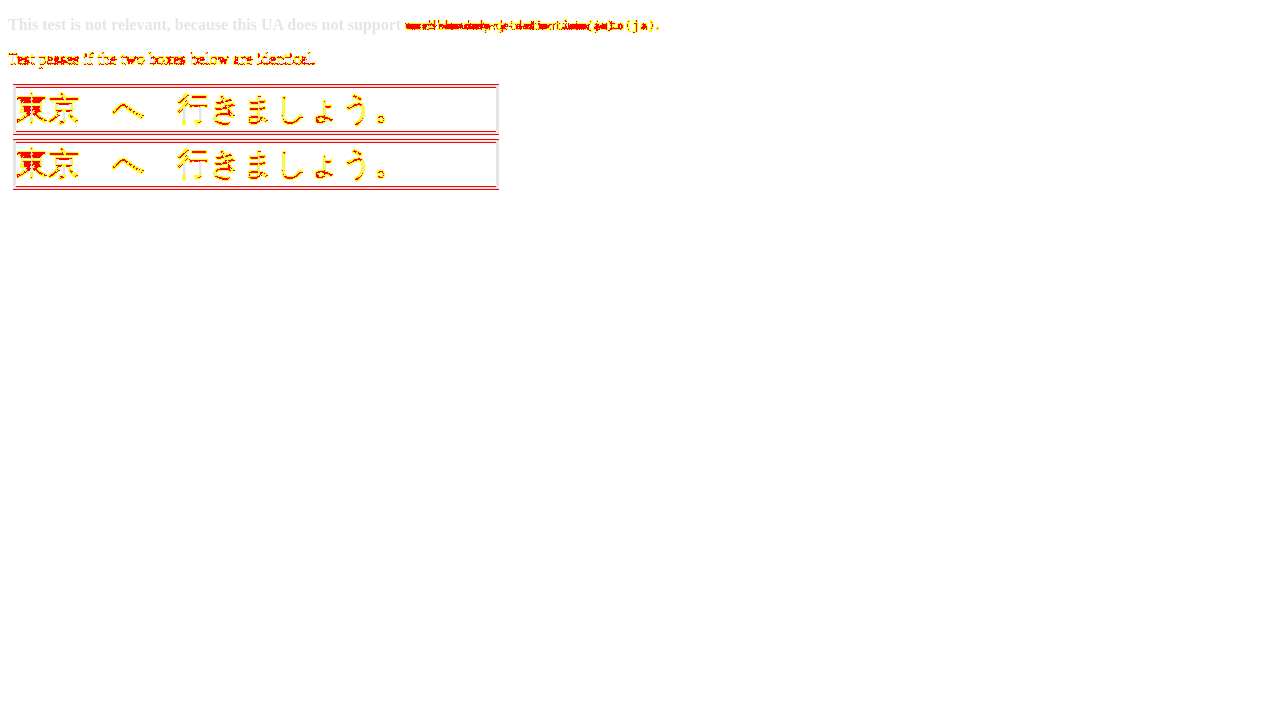 This test is not relevant, because this UA does not support
Test passes if the two boxes below are identical.
東京　へ　行きましょう。
東京　へ　行きましょう。